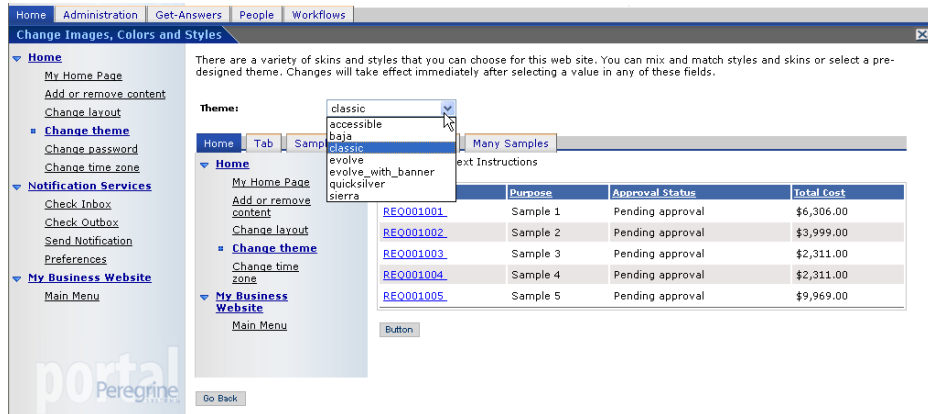 Home Administration Get-Answers People Workflows
Change Images, Colors and Styles
Home
My Home Page
Add or remove content
Change layout
Change theme
Change password
Change time zone
Notification Services
Check Inbox
Check Outbox
Send Notification
Preferences
My Business Website
Main Menu
portal
Peregrine
There are a variety of skins and styles that you can choose for this web site. You can mix and match styles and skins or select a pre-
designed theme. Changes will take effect immediately after selecting a value in any of these fields.
Theme: classic
accessible
baja
classic
evolve
evolve_with_banner
quicksilver
sierra
Home Tab Sampl Many Samples
Home
My Home Page
Add or remove
content
Change layout
Change theme
Change time
zone
My Business
Website
Main Menu
ext Instructions
Purpose Approval Status Total Cost
REQ001001 Sample 1 Pending approval $6,306.00
REQ001002 Sample 2 Pending approval $3,999.00
REQ001003 Sample 3 Pending approval $2,311.00
REQ001004 Sample 4 Pending approval $2,311.00
REQ001005 Sample 5 Pending approval $9,969.00
Button
Go Back